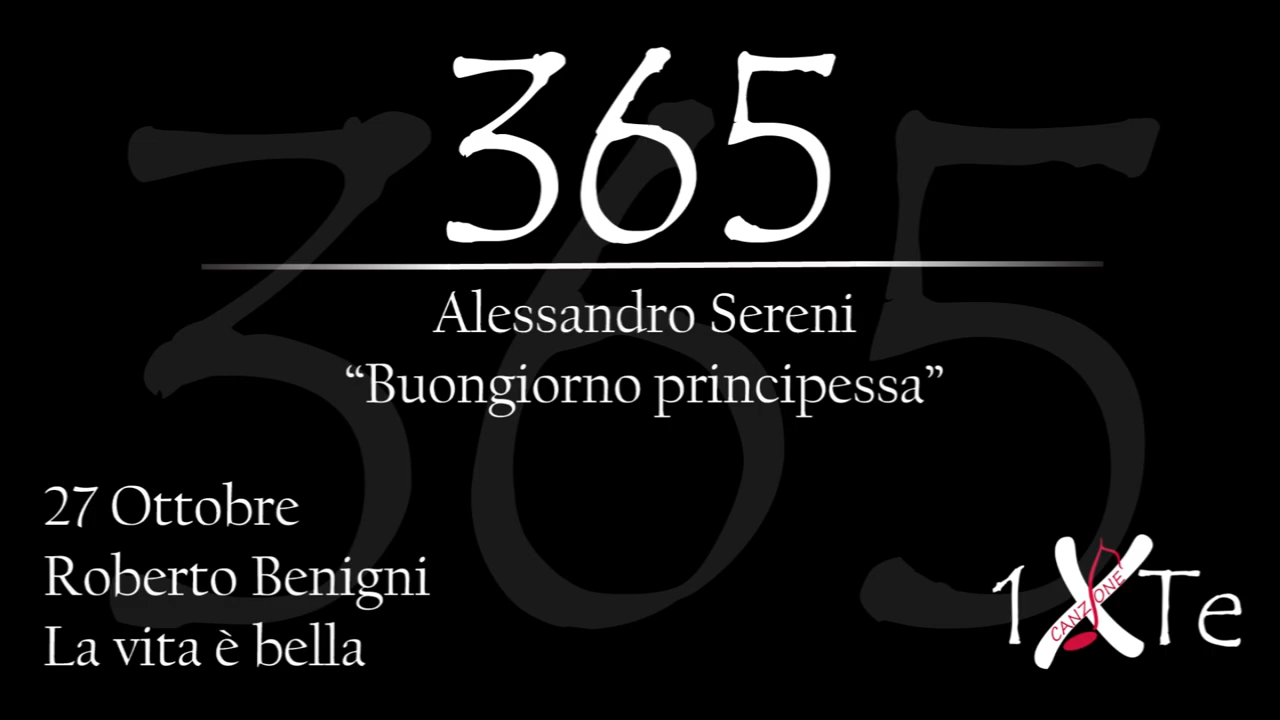 365
Alessandro Sereni
“Buongiorno principessa”
27 Ottobre
Roberto Benigni
La vita è bella
1XTe
CANZONE